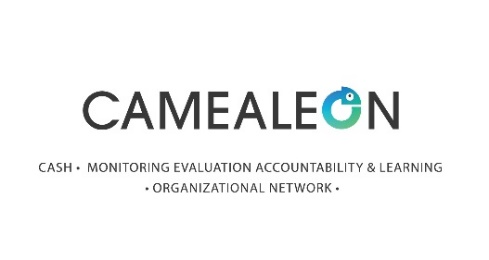 CAMEALEON
CASH • MONITORING EVALUATION ACCOUNTABILITY & LEARNING
• ORGANIZATIONAL NETWORK •